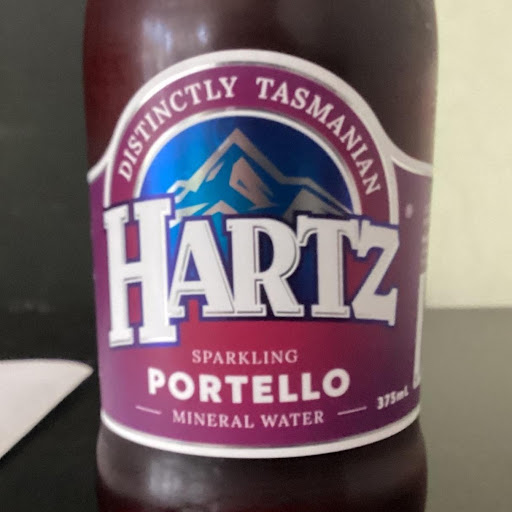 DISTINCTLY TASMANIAN
HARTZ
SPARKLING
PORTELLO
MINERAL WATER
375mL